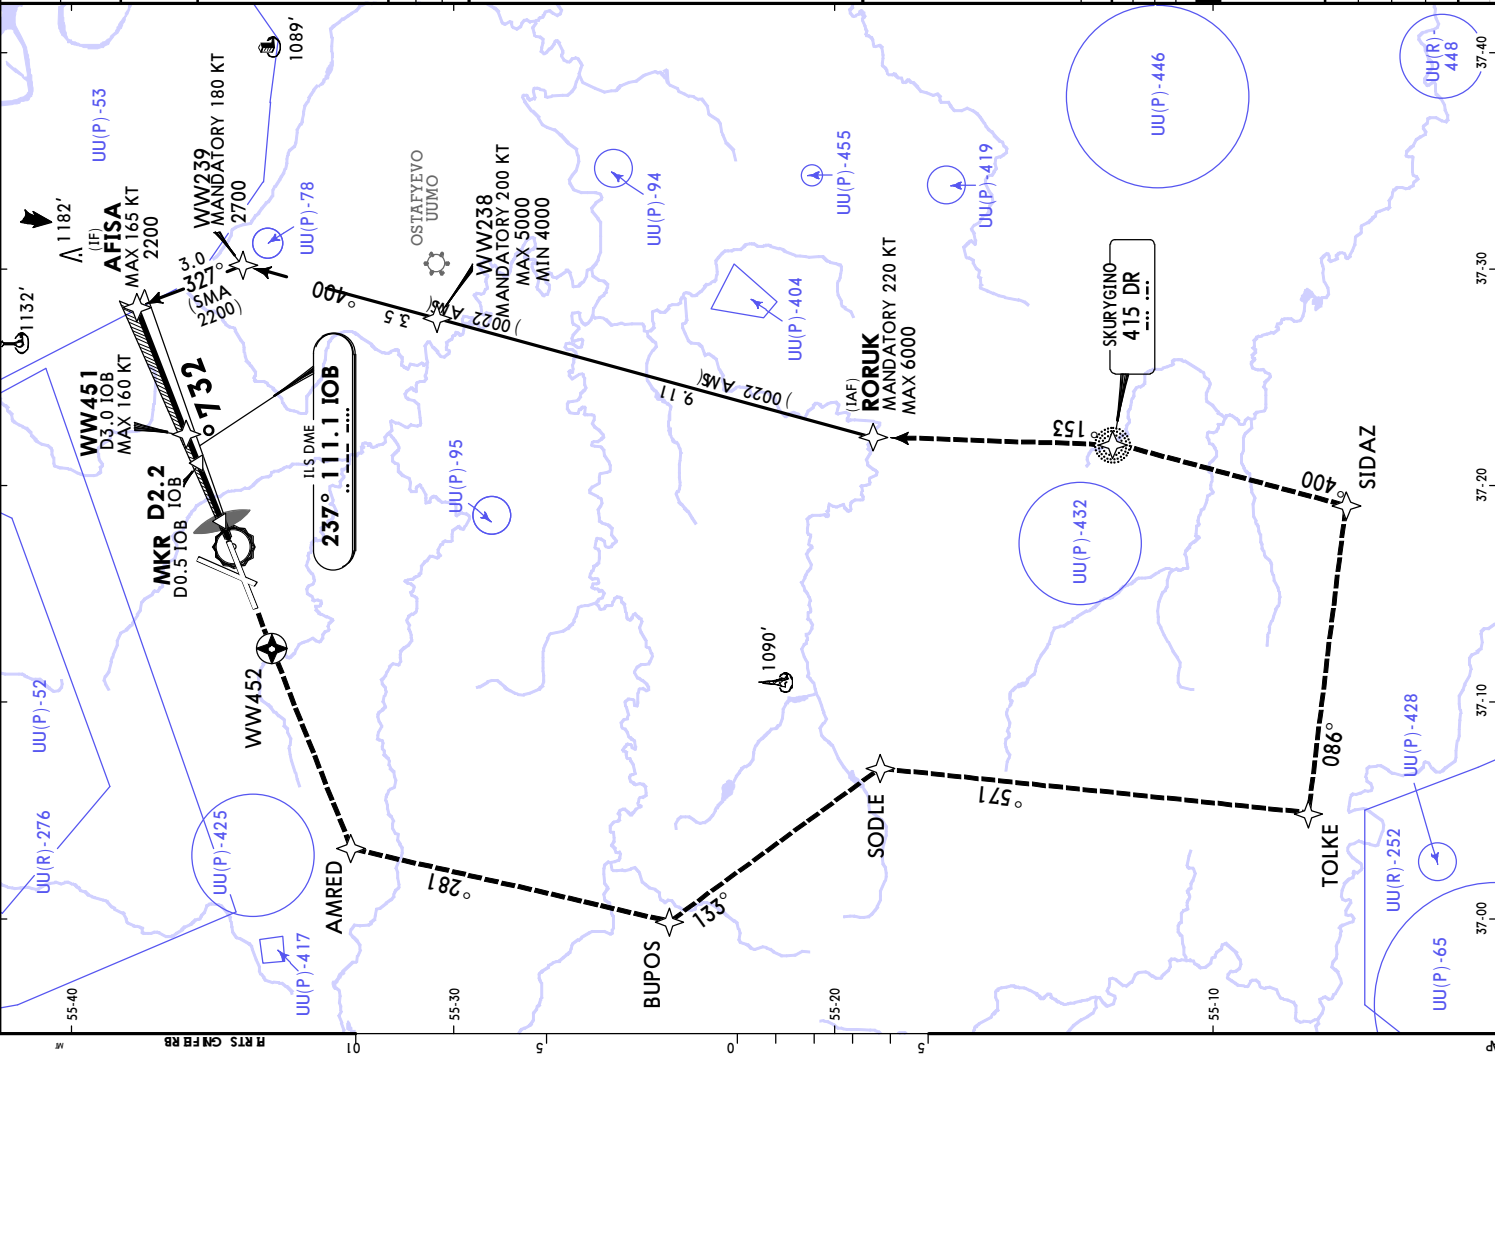 UU(P)-53
1089'
UU(R)-448
37-40
UU(P)-446
WW239
MANDATORY 180 KT
2700
1182'
(IF)
AFISA
MAX 165 KT
2200
UU(P)-78
OSTAFYEVO
UUMO
WW238
MANDATORY 200 KT
MAX 5000
MIN 4000
UU(P)-94
UU(P)-455
UU(P)-419
37-30
1132'
3.0
327°
(SMA
2200)
400°
3.5
UU(P)-404
(IAF)
RORUK
MANDATORY 220 KT
MAX 6000
SKURYGINO
415 DR
WW451
D3.0 IOB
MAX 160 KT
732°
ILS DME
237° 111.1 IOB
9.11
153°
SIDAZ
400°
37-20
D2.2
IOB
MKR
D0.5 IOB
UU(P)-95
UU(P)-432
1090'
WW452
UU(P)-52
086°
37-10
UU(P)-428
UU(R)-276
UU(P)-425
AMRED
281°
SODLE
571°
TOLKE
UU(R)-252
133°
BUPOS
37-00
UU(P)-417
UU(P)-65
55-40
55-30
55-20
55-10
10
5
0
5